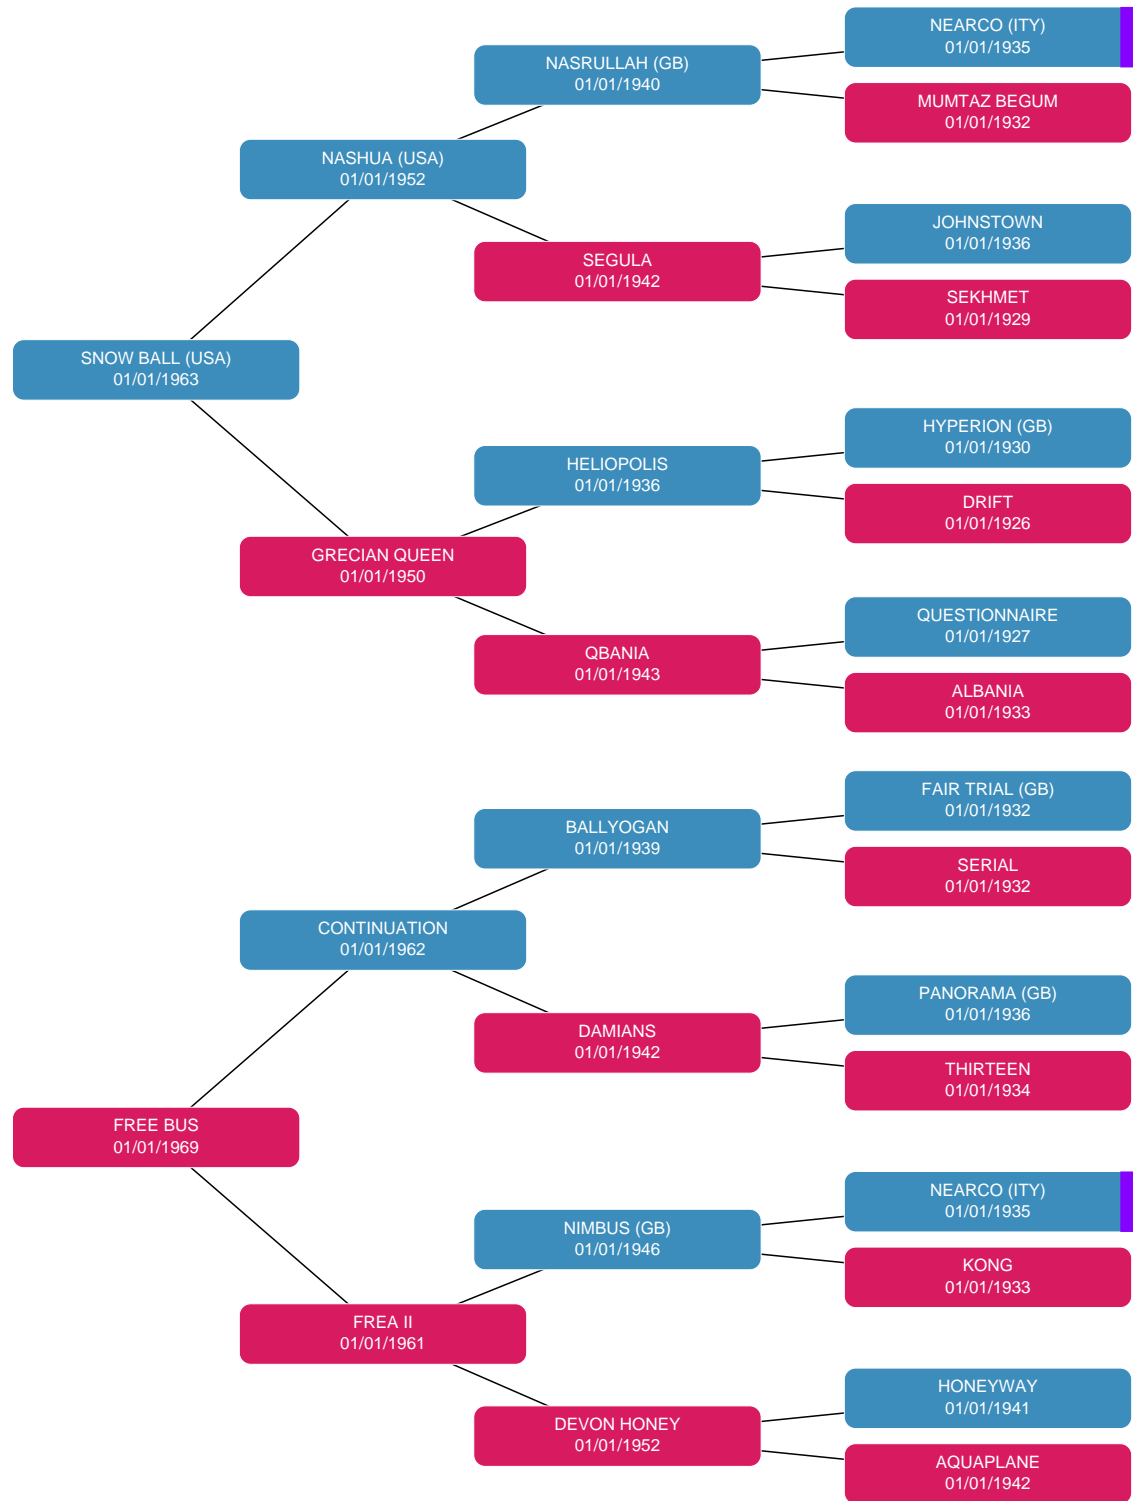 NEARCO (ITY)
01/01/1935
NASRULLAH (GB)
01/01/1940
MUMTAZ BEGUM
01/01/1932
NASHUA (USA)
01/01/1952
JOHNSTOWN
01/01/1936
SEGULA
01/01/1942
SEKHMET
01/01/1929
SNOW BALL (USA)
01/01/1963
HYPERION (GB)
01/01/1930
HELIOPOLIS
01/01/1936
DRIFT
01/01/1926
GRECIAN QUEEN
01/01/1950
QUESTIONNAIRE
01/01/1927
QBANIA
01/01/1943
ALBANIA
01/01/1933
FAIR TRIAL (GB)
01/01/1932
BALLYOGAN
01/01/1939
SERIAL
01/01/1932
CONTINUATION
01/01/1962
PANORAMA (GB)
01/01/1936
DAMIANS
01/01/1942
THIRTEEN
01/01/1934
FREE BUS
01/01/1969
NEARCO (ITY)
01/01/1935
NIMBUS (GB)
01/01/1946
KONG
01/01/1933
FREA II
01/01/1961
HONEYWAY
01/01/1941
DEVON HONEY
01/01/1952
AQUAPLANE
01/01/1942